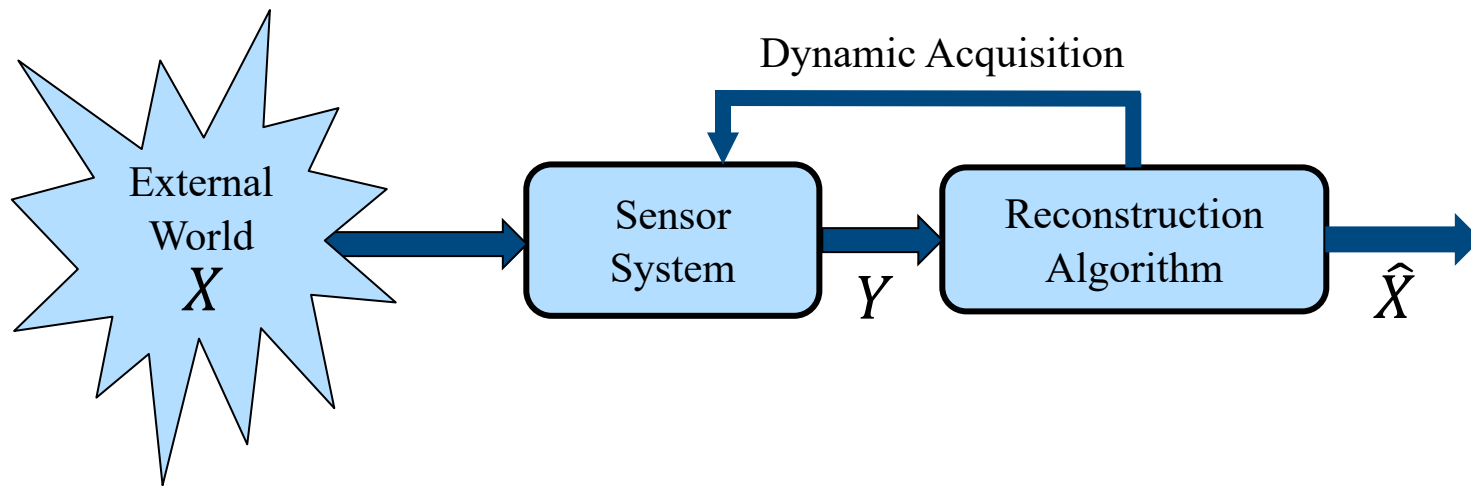 Dynamic Acquisition
External
World
X
Sensor
System
Y
Reconstruction
Algorithm
X̂